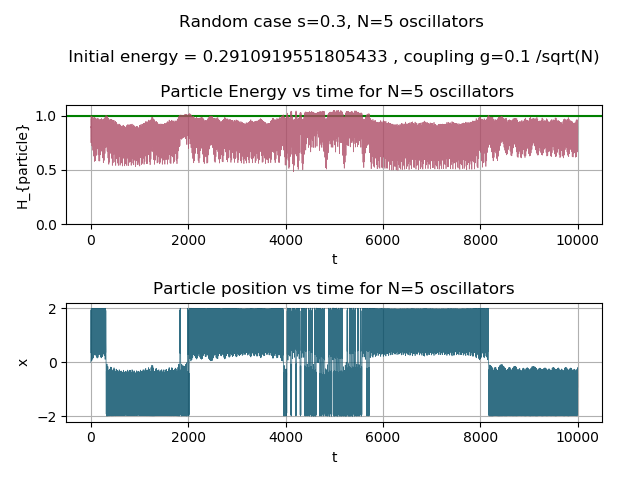 Random case s=0.3, N=5 oscillators
Initial energy = 0.2910919551805433 , coupling g=0.1 /sqrt(N)
Particle Energy vs time for N=5 oscillators
H_{particle}
1.0
0.5
0.0
0 2000 4000 6000 8000 10000
t
Particle position vs time for N=5 oscillators
x
2
0
−2
0 2000 4000 6000 8000 10000
t